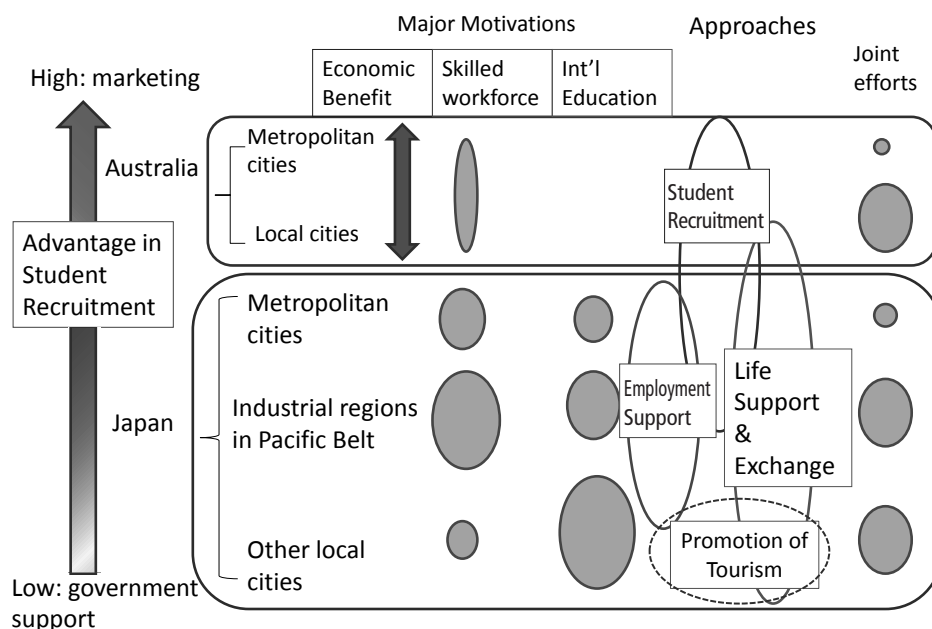 Major Motivations
Approaches
High: marketing
Economic
Benefit
Skilled
workforce
Int’l
Education
Joint
efforts
Australia
Metropolitan
cities
Local cities
Student
Recruitment
Advantage in
Student
Recruitment
Metropolitan
cities
Japan
Industrial regions
in Pacific Belt
Employment
Support
Life
Support
&
Exchange
Other local
cities
Promotion of
Tourism
Low: government
support